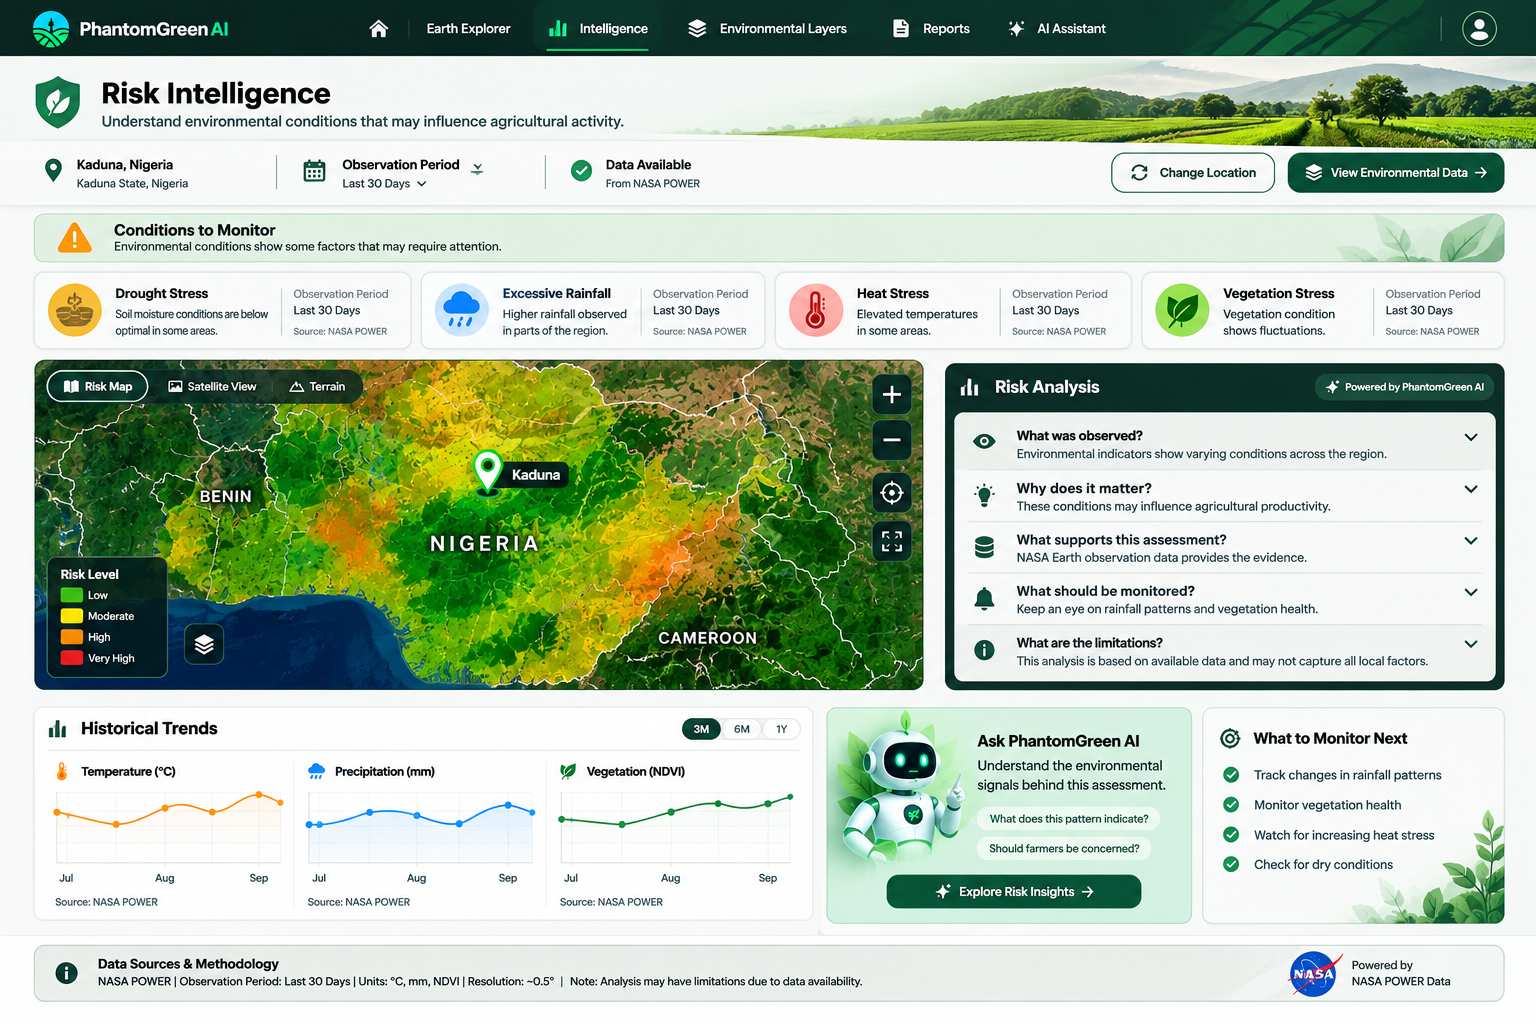 PhantomGreen AI
Earth Explorer
Intelligence
Environmental Layers
Reports
AI Assistant
Risk Intelligence
Understand environmental conditions that may influence agricultural activity.
Kaduna, Nigeria
Kaduna State, Nigeria
Observation Period
Last 30 Days
Data Available
From NASA POWER
Change Location
View Environmental Data
Conditions to Monitor
Environmental conditions show some factors that may require attention.
Drought Stress
Soil moisture conditions are below
optimal in some areas.
Observation Period
Last 30 Days
Source: NASA POWER
Excessive Rainfall
Higher rainfall observed
in parts of the region.
Observation Period
Last 30 Days
Source: NASA POWER
Heat Stress
Elevated temperatures
in some areas.
Observation Period
Last 30 Days
Source: NASA POWER
Vegetation Stress
Vegetation condition
shows fluctuations.
Observation Period
Last 30 Days
Source: NASA POWER
Risk Map
Satellite View
Terrain
Kaduna
BENIN
NIGERIA
CAMEROON
Risk Level
Low
Moderate
High
Very High
Risk Analysis
Powered by PhantomGreen AI
What was observed?
Environmental indicators show varying conditions across the region.
Why does it matter?
These conditions may influence agricultural productivity.
What supports this assessment?
NASA Earth observation data provides the evidence.
What should be monitored?
Keep an eye on rainfall patterns and vegetation health.
What are the limitations?
This analysis is based on available data and may not capture all local factors.
Historical Trends
3M
6M
1Y
Temperature (°C)
Jul
Aug
Sep
Source: NASA POWER
Precipitation (mm)
Jul
Aug
Sep
Source: NASA POWER
Vegetation (NDVI)
Jul
Aug
Sep
Source: NASA POWER
Ask PhantomGreen AI
Understand the environmental
signals behind this assessment.
What does this pattern indicate?
Should farmers be concerned?
Explore Risk Insights
What to Monitor Next
Track changes in rainfall patterns
Monitor vegetation health
Watch for increasing heat stress
Check for dry conditions
Data Sources & Methodology
NASA POWER | Observation Period: Last 30 Days | Units: °C, mm, NDVI | Resolution: ~0.5° | Note: Analysis may have limitations due to data availability.
NASA
Powered by
NASA POWER Data